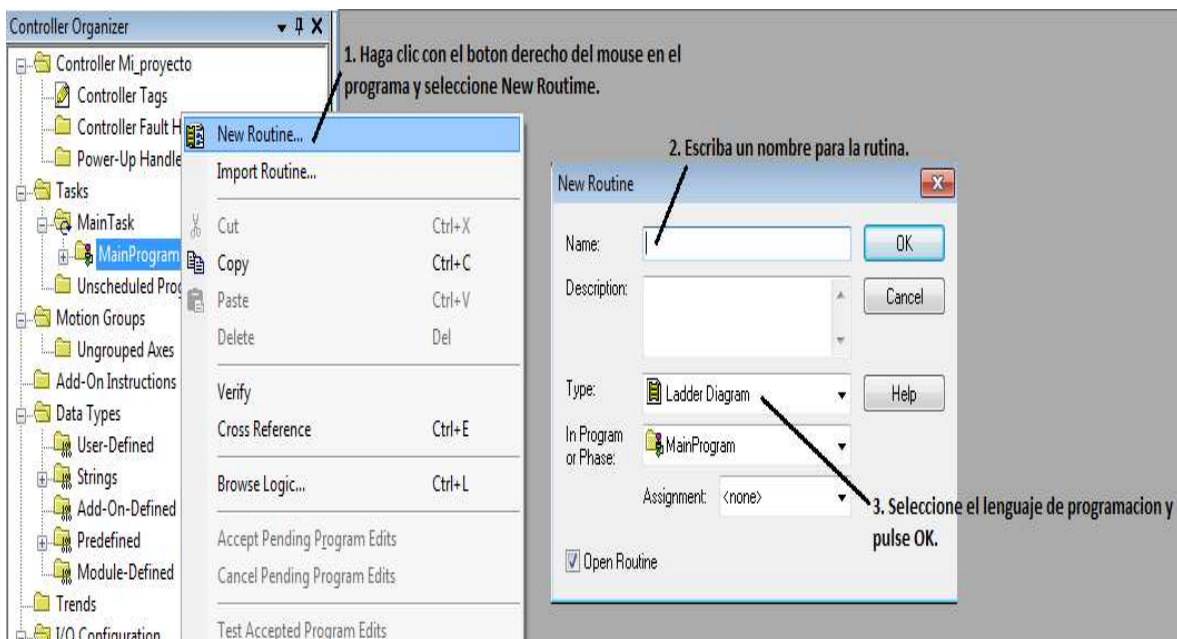 Controller Organizer
Controller Mi_proyecto
Controller Tags
Controller Fault H
Power-Up Handle
Tasks
MainTask
MainProgram
Unscheduled Prog
Motion Groups
Ungrouped Axes
Add-On Instructions
Data Types
User-Defined
Strings
Add-On-Defined
Predefined
Module-Defined
Trends
I/O Configuration
New Routine...
Import Routine...
Cut Ctrl+X
Copy Ctrl+C
Paste Ctrl+V
Delete Del
Verify
Cross Reference Ctrl+E
Browse Logic... Ctrl+L
Accept Pending Program Edits
Cancel Pending Program Edits
Test Accepted Program Edits
1. Haga clic con el boton derecho del mouse en el
programa y seleccione New Routime.
2. Escriba un nombre para la rutina.
New Routine
Name:
OK
Description:
Cancel
Type: Ladder Diagram
Help
In Program
or Phase: MainProgram
Assignment: <none>
Open Routine
3. Seleccione el lenguaje de programacion y
pulse OK.